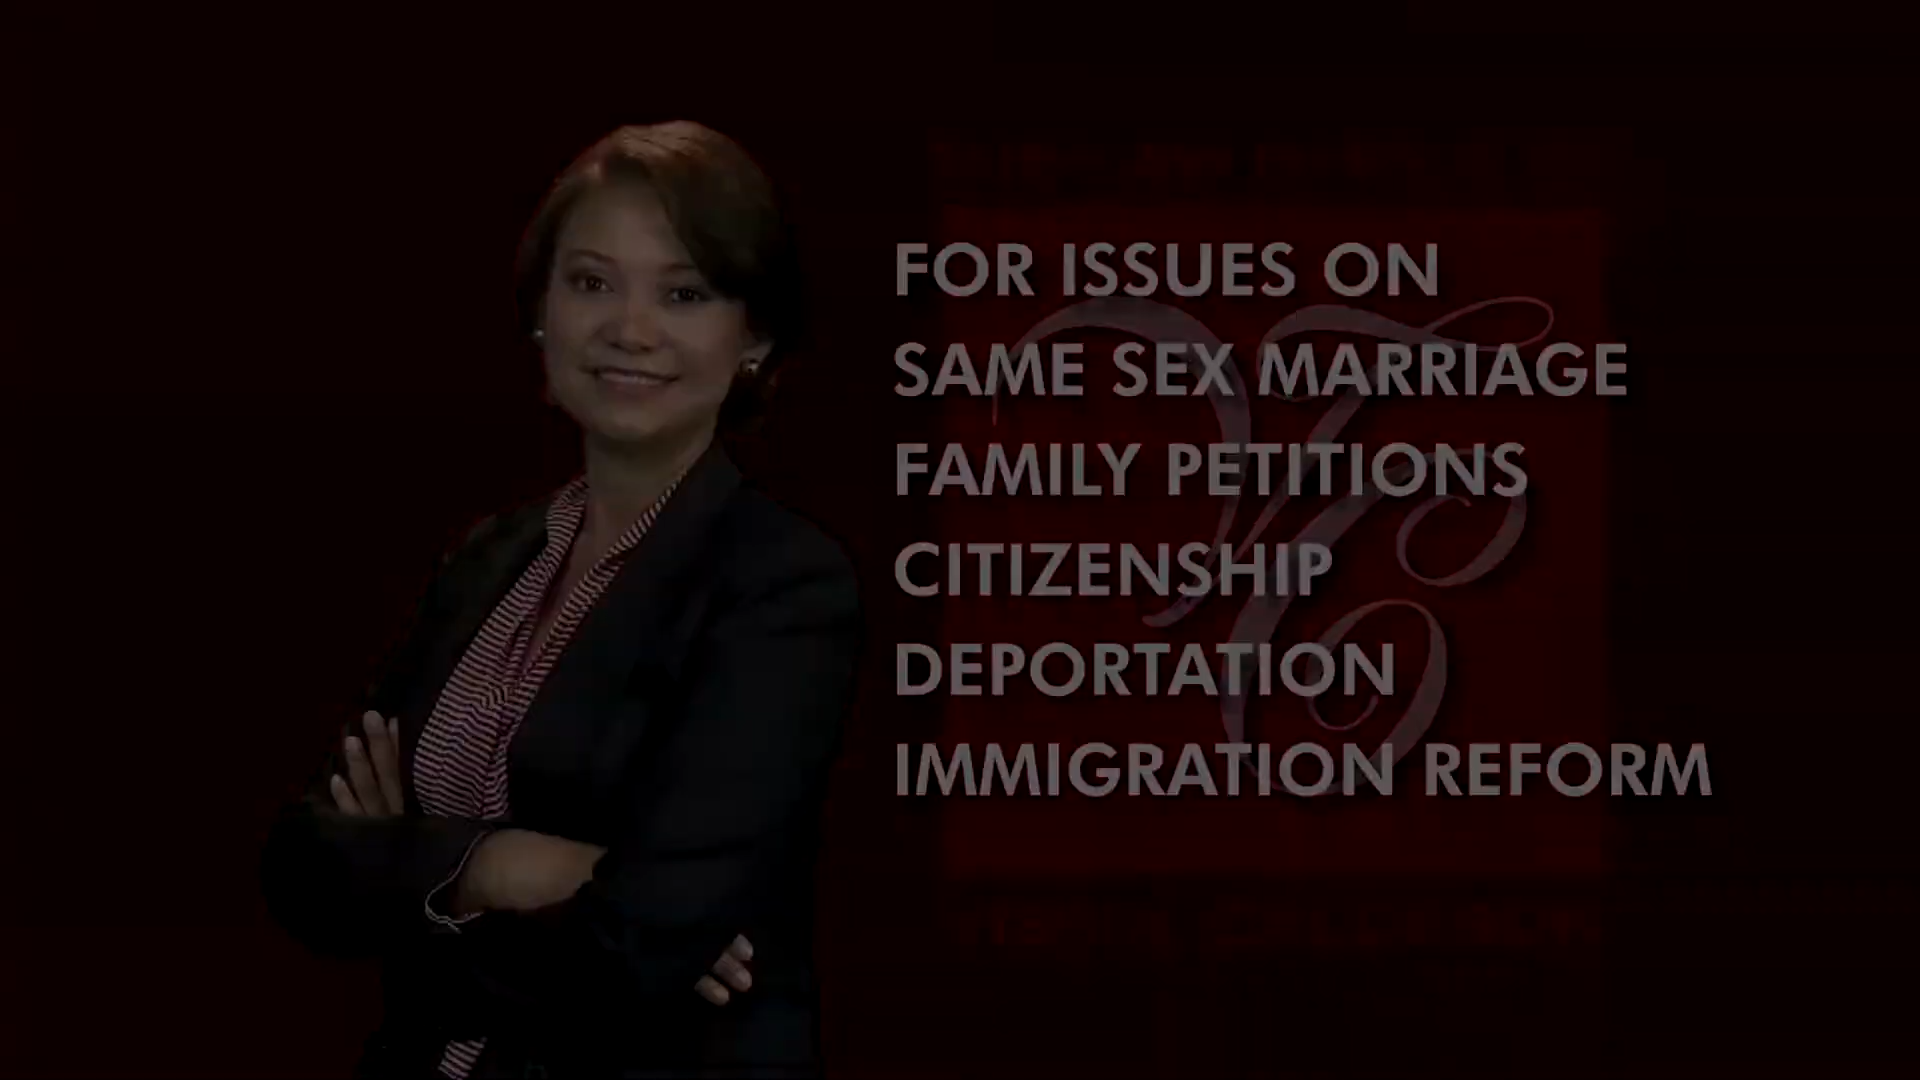 FOR ISSUES ON
SAME SEX MARRIAGE
FAMILY PETITIONS
CITIZENSHIP
DEPORTATION
IMMIGRATION REFORM